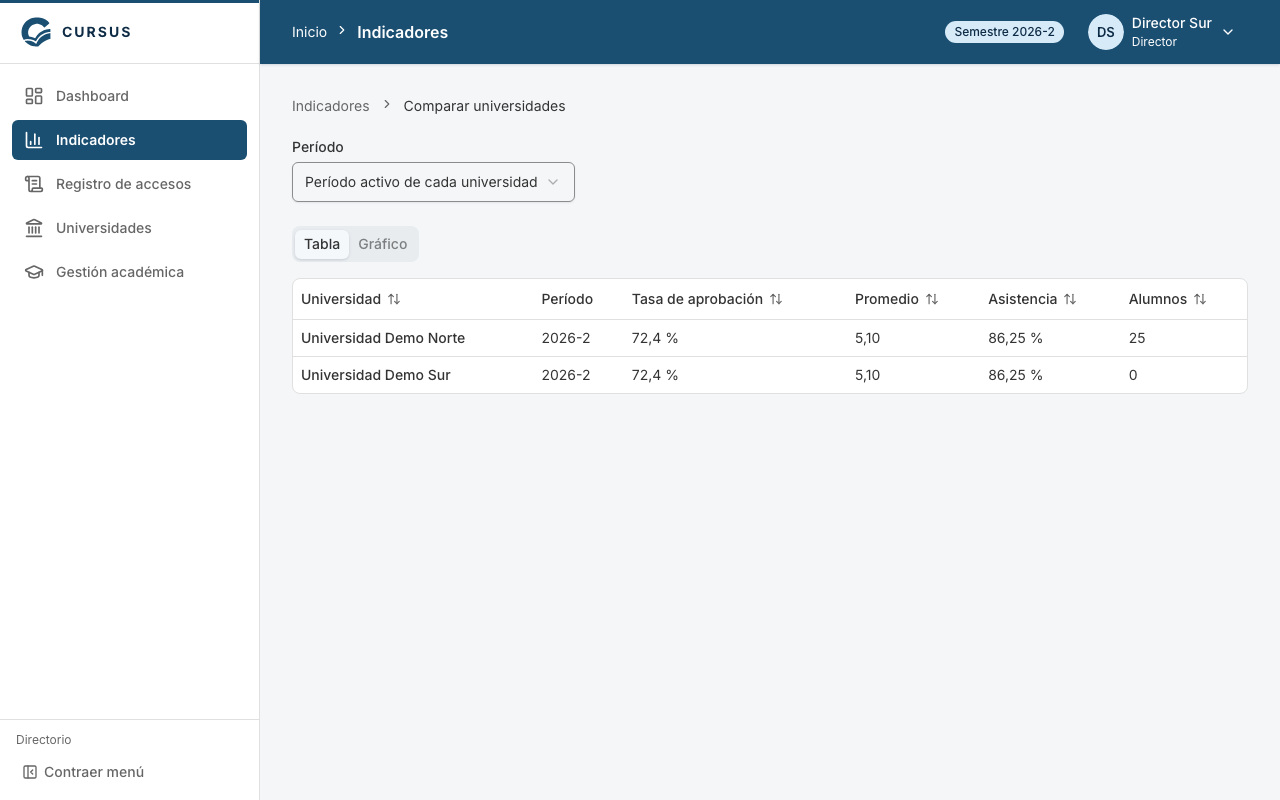 CURSUS
Inicio > Indicadores
Semestre 2026-2
DS
Director Sur
Director
Dashboard
Indicadores
Registro de accesos
Universidades
Gestión académica
Indicadores > Comparar universidades
Período
Período activo de cada universidad
Tabla Gráfico
Universidad Período Tasa de aprobación Promedio Asistencia Alumnos
Universidad Demo Norte 2026-2 72,4 % 5,10 86,25 % 25
Universidad Demo Sur 2026-2 72,4 % 5,10 86,25 % 0
Directorio
Contraer menú